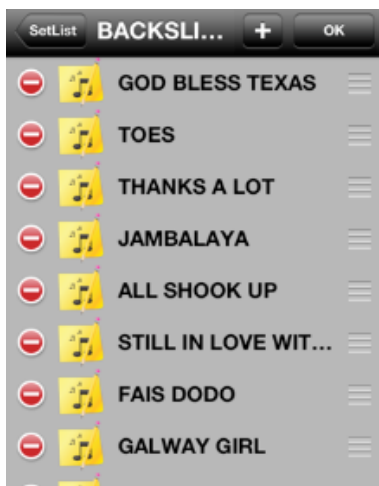 SetList BACKSLI... + OK
GOD BLESS TEXAS
TOES
THANKS A LOT
JAMBALAYA
ALL SHOOK UP
STILL IN LOVE WIT...
FAIS DODO
GALWAY GIRL